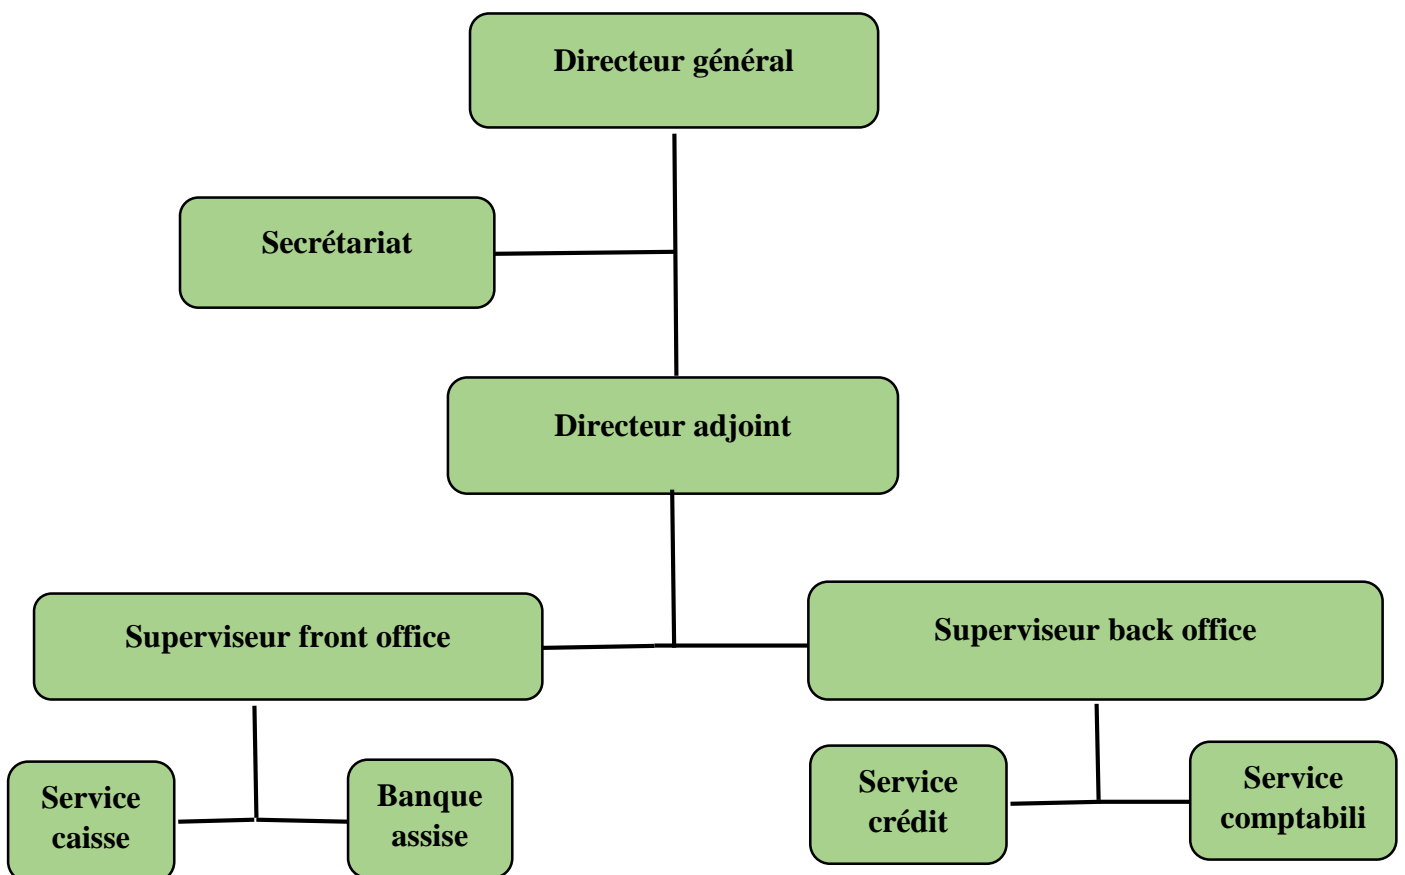 Directeur général
Secrétariat
Directeur adjoint
Superviseur front office
Superviseur back office
Service
caisse
Banque
assise
Service
crédit
Service
comptabili